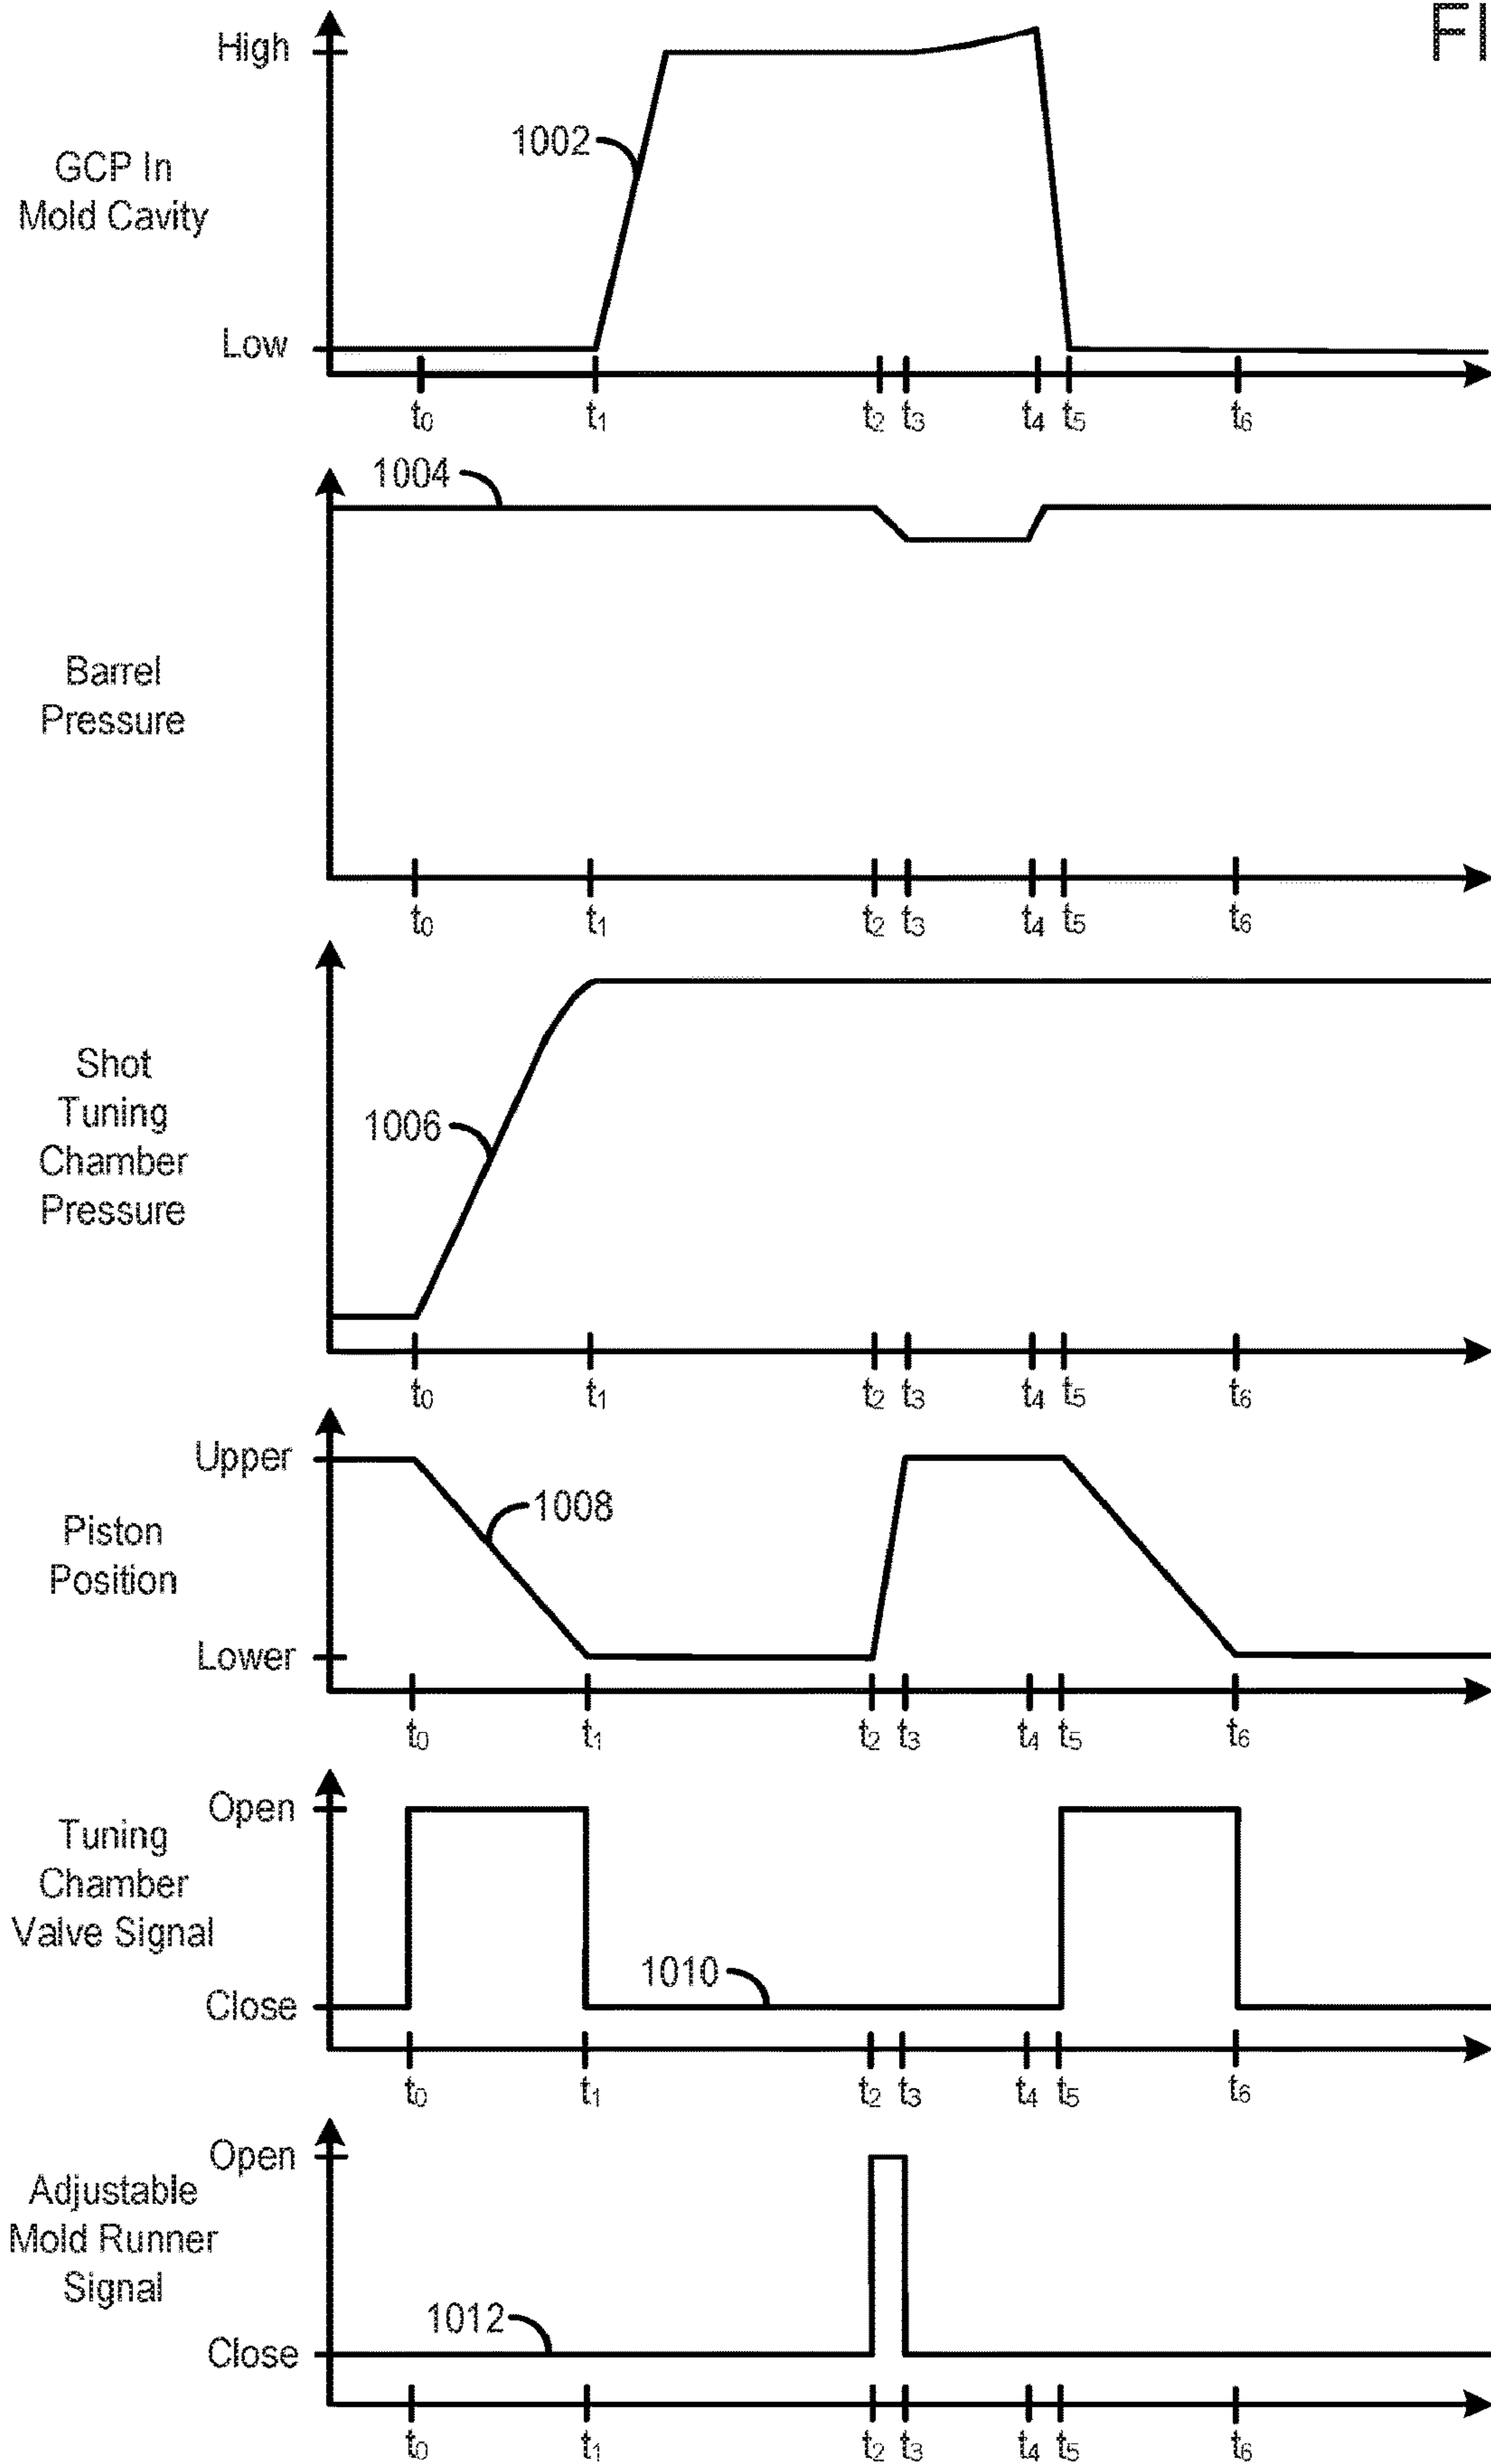 FI
High
1002
GCP In
Mold Cavity
Low
t0 t1 t2 t3 t4 t5 t6
1004
Barrel
Pressure
t0 t1 t2 t3 t4 t5 t6
Shot
Tuning
Chamber
Pressure
1006
t0 t1 t2 t3 t4 t5 t6
Upper
1008
Piston
Position
Lower
t0 t1 t2 t3 t4 t5 t6
Open
Tuning
Chamber
Valve Signal
1010
Close
t0 t1 t2 t3 t4 t5 t6
Open
Adjustable
Mold Runner
Signal
1012
Close
t0 t1 t2 t3 t4 t5 t6